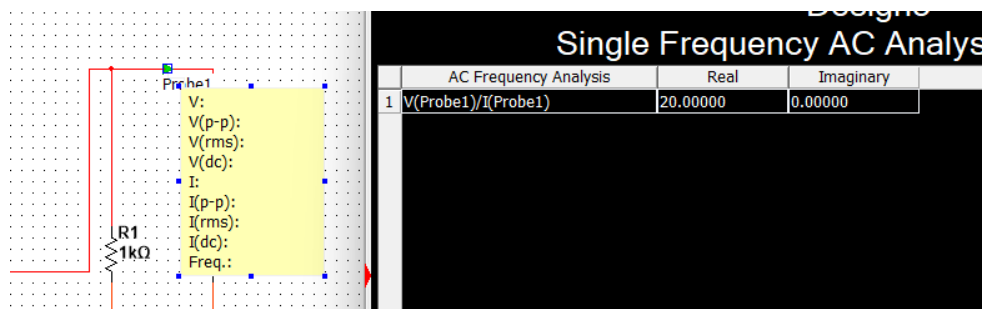 Single Frequency AC Analys
AC Frequency Analysis Real Imaginary
1 V(Probe1)/I(Probe1) 20.00000 0.00000
Probe1
V:
V(p-p):
V(rms):
V(dc):
I:
I(p-p):
I(rms):
I(dc):
Freq.:
R1
1kΩ